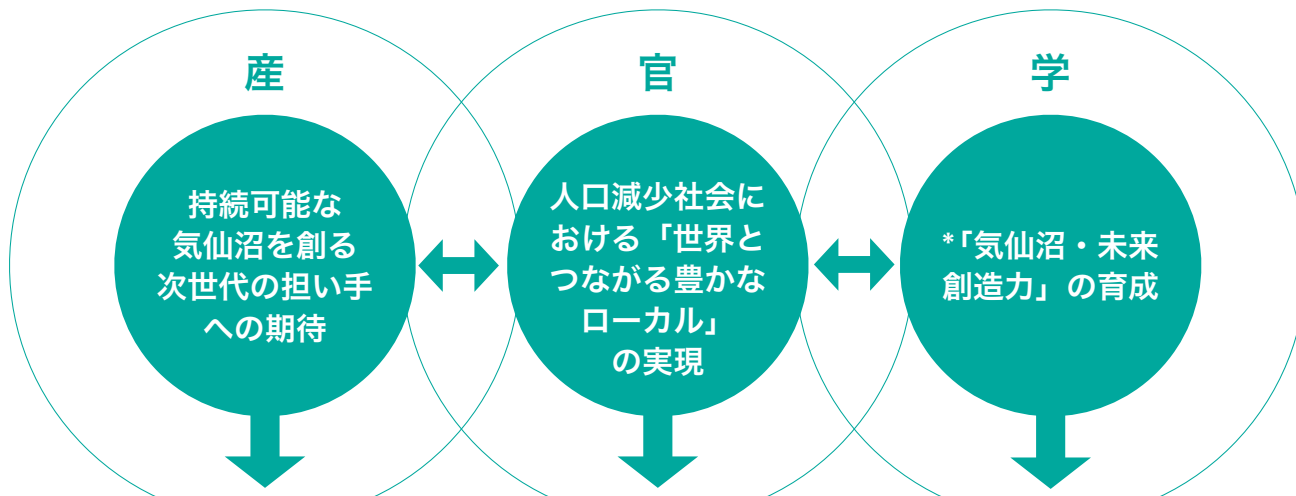 産
持続可能な
気仙沼を創る
次世代の担い手
への期待
官
人口減少社会に
おける「世界と
つながる豊かな
ローカル」
の実現
学
*「気仙沼・未来
創造力」の育成